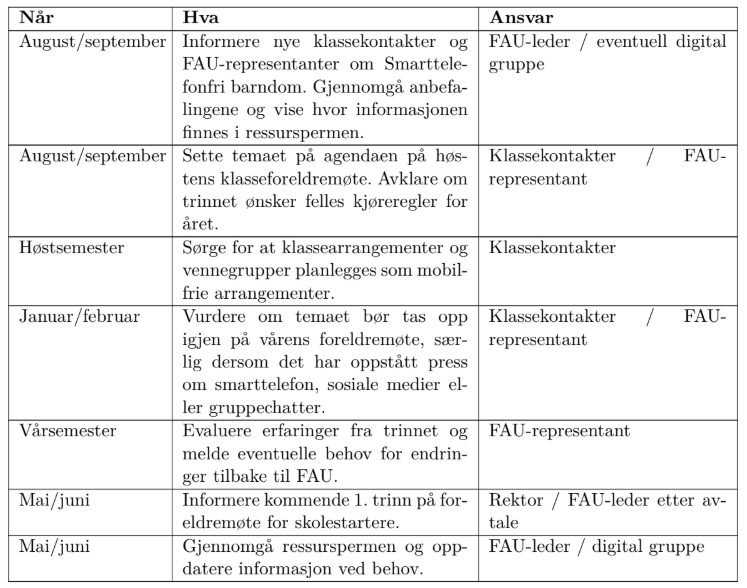 Når Hva Ansvar
August/september Informere nye klassekontakter og FAU-leder / eventuell digital
FAU-representanter om Smarttele- gruppe
fonfri barndom. Gjennomgå anbefa-
lingene og vise hvor informasjonen
finnes i ressurspermen.
August/september Sette temaet på agendaen på høs- Klassekontakter / FAU-
tens klasseforeldremøte. Avklare om representant
trinnet ønsker felles kjøreregler for
året.
Høstsemester Sørge for at klassearrangementer og Klassekontakter
vennegrupper planlegges som mobil-
frie arrangementer.
Januar/februar Vurdere om temaet bør tas opp Klassekontakter / FAU-
igjen på vårens foreldremøte, sær- representant
lig dersom det har oppstått press
om smarttelefon, sosiale medier el-
ler gruppechatter.
Vårsemester Evaluere erfaringer fra trinnet og FAU-representant
melde eventuelle behov for endrin-
ger tilbake til FAU.
Mai/juni Informere kommende 1. trinn på for- Rektor / FAU-leder etter av-
eldremøte for skolestartere. tale
Mai/juni Gjennomgå ressurspermen og opp- FAU-leder / digital gruppe
datere informasjon ved behov.